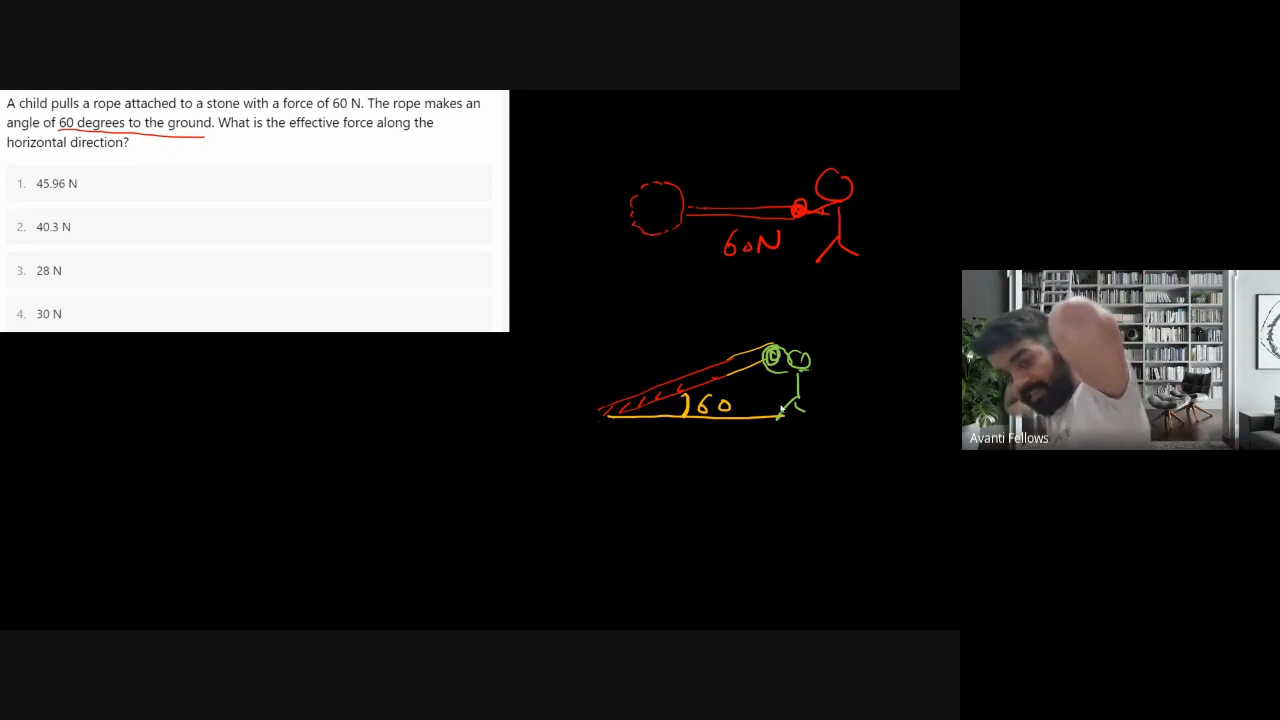 A child pulls a rope attached to a stone with a force of 60 N. The rope makes an
angle of 60 degrees to the ground. What is the effective force along the
horizontal direction?
1. 45.96 N
2. 40.3 N
3. 28 N
4. 30 N
60N
60
Avanti Fellows